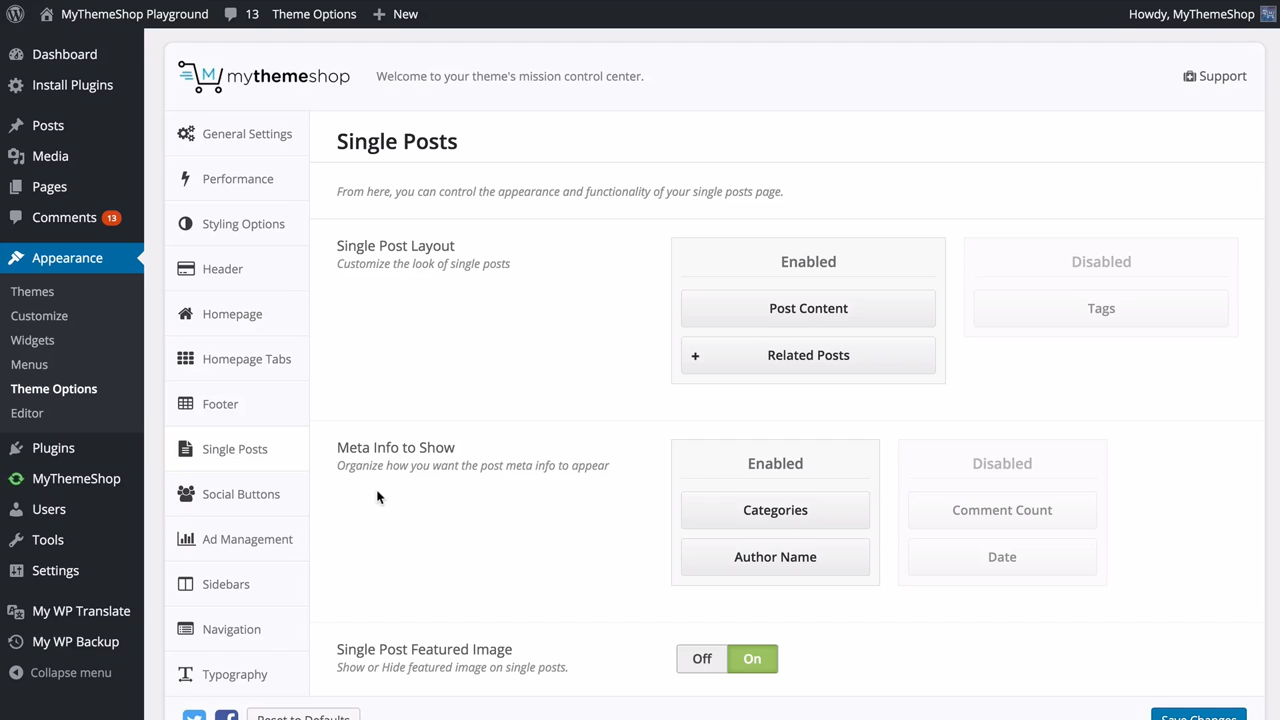 MyThemeShop Playground
13
Theme Options
New
Howdy, MyThemeShop
Dashboard
Install Plugins
Posts
Media
Pages
Comments 13
Appearance
Themes
Customize
Widgets
Menus
Theme Options
Editor
Plugins
MyThemeShop
Users
Tools
Settings
My WP Translate
My WP Backup
Collapse menu
M mythemeshop
Welcome to your theme's mission control center.
Support
General Settings
Performance
Styling Options
Header
Homepage
Homepage Tabs
Footer
Single Posts
Social Buttons
Ad Management
Sidebars
Navigation
Typography
Single Posts
From here, you can control the appearance and functionality of your single posts page.
Single Post Layout
Customize the look of single posts
Enabled
Post Content
+ Related Posts
Disabled
Tags
Meta Info to Show
Organize how you want the post meta info to appear
Enabled
Categories
Author Name
Disabled
Comment Count
Date
Single Post Featured Image
Show or Hide featured image on single posts.
Off
On
Reset to Defaults
Save Changes